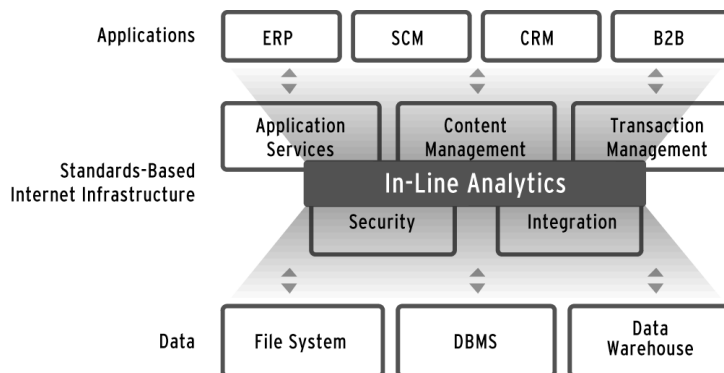 Applications
ERP
SCM
CRM
B2B
Application
Services
Content
Management
Transaction
Management
Standards-Based
Internet Infrastructure
In-Line Analytics
Security
Integration
Data
File System
DBMS
Data
Warehouse